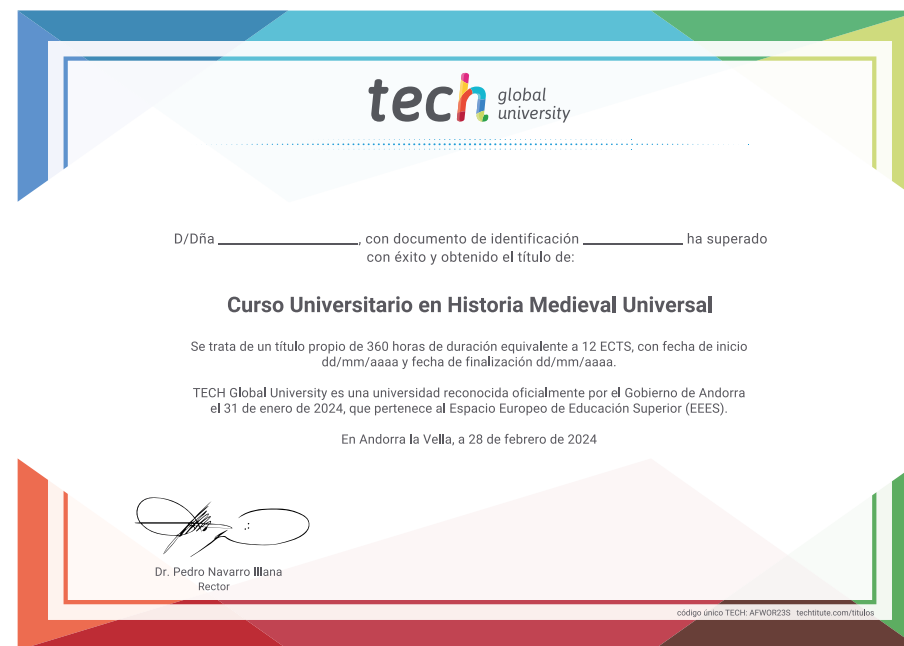 tech global university
D/Dña ____________________, con documento de identificación ______________ ha superado
con éxito y obtenido el título de:
Curso Universitario en Historia Medieval Universal
Se trata de un título propio de 360 horas de duración equivalente a 12 ECTS, con fecha de inicio
dd/mm/aaaa y fecha de finalización dd/mm/aaaa.
TECH Global University es una universidad reconocida oficialmente por el Gobierno de Andorra
el 31 de enero de 2024, que pertenece al Espacio Europeo de Educación Superior (EEES).
En Andorra la Vella, a 28 de febrero de 2024
Dr. Pedro Navarro Illana
Rector
código único TECH: AFWOR23S techtitute.com/titulos